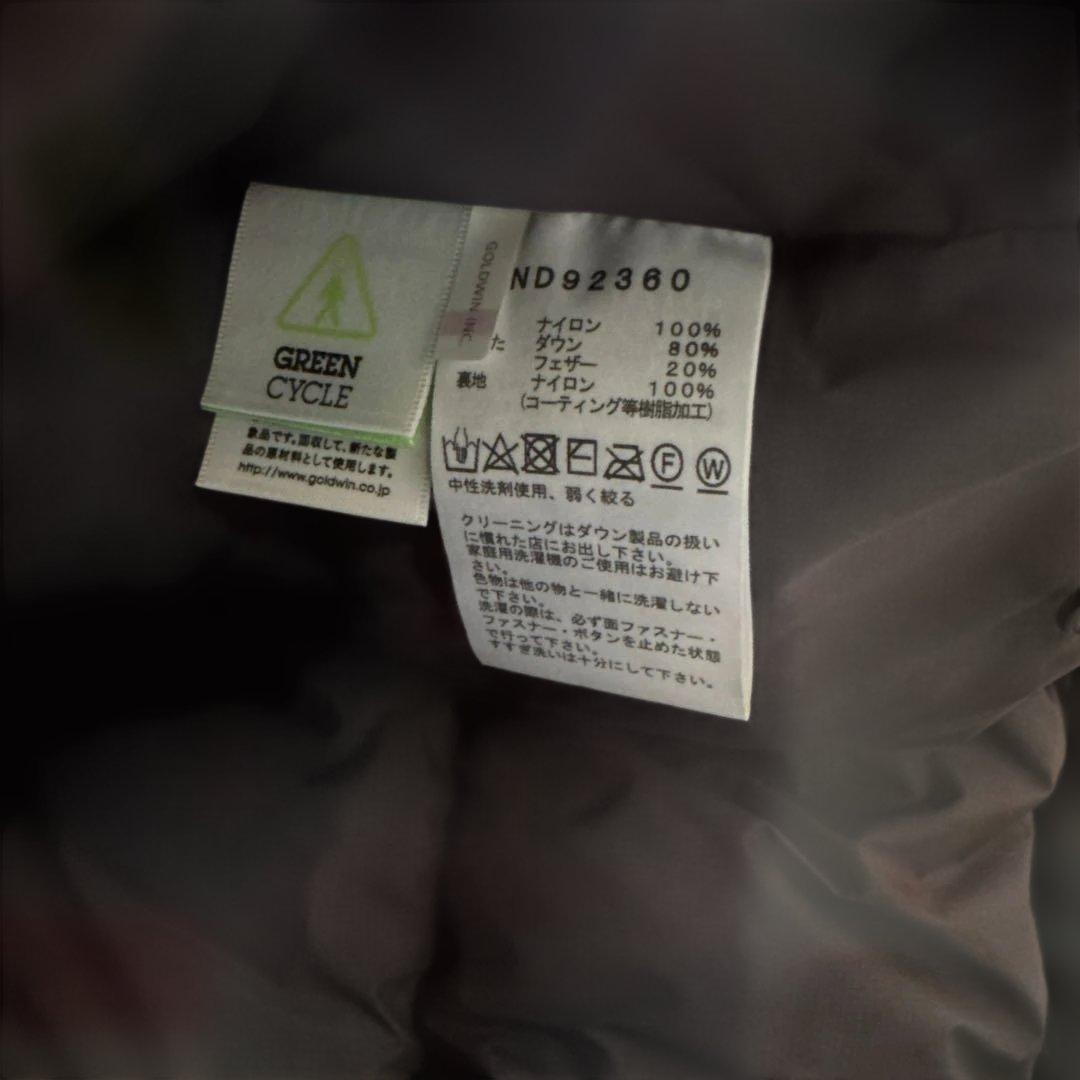 GREEN
CYCLE
象品です。回収して、新たな製
品の原材料として使用します。
http://www.goldwin.co.jp
GOLDWIN INC.
ND92360
ナイロン 100%
た ダウン 80%
フェザー 20%
裏地 ナイロン 100%
(コーティング等樹脂加工)
F W
中性洗剤使用、弱く絞る
クリーニングはダウン製品の扱い
に慣れた店にお出し下さい。
家庭用洗濯機のご使用はお避け下
さい。
色物は他の物と一緒に洗濯しない
で下さい。
洗濯の際は、必ず面ファスナー・
ファスナー・ボタンを止めた状態
で行って下さい。
すすぎ洗いは十分にして下さい。